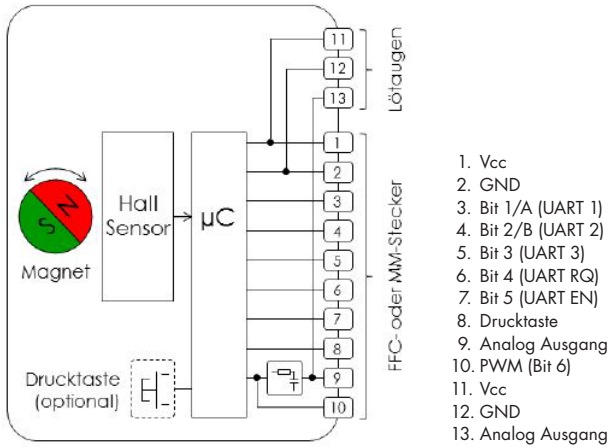 11
12
13
Lötaugen
1
2
3
4
5
6
7
8
9
10
FFC- oder MM-Stecker
Hall
Sensor
µC
N
S
Magnet
Drucktaste
(optional)
1. Vcc
2. GND
3. Bit 1/A (UART 1)
4. Bit 2/B (UART 2)
5. Bit 3 (UART 3)
6. Bit 4 (UART RQ)
7. Bit 5 (UART EN)
8. Drucktaste
9. Analog Ausgang
10. PWM (Bit 6)
11. Vcc
12. GND
13. Analog Ausgang